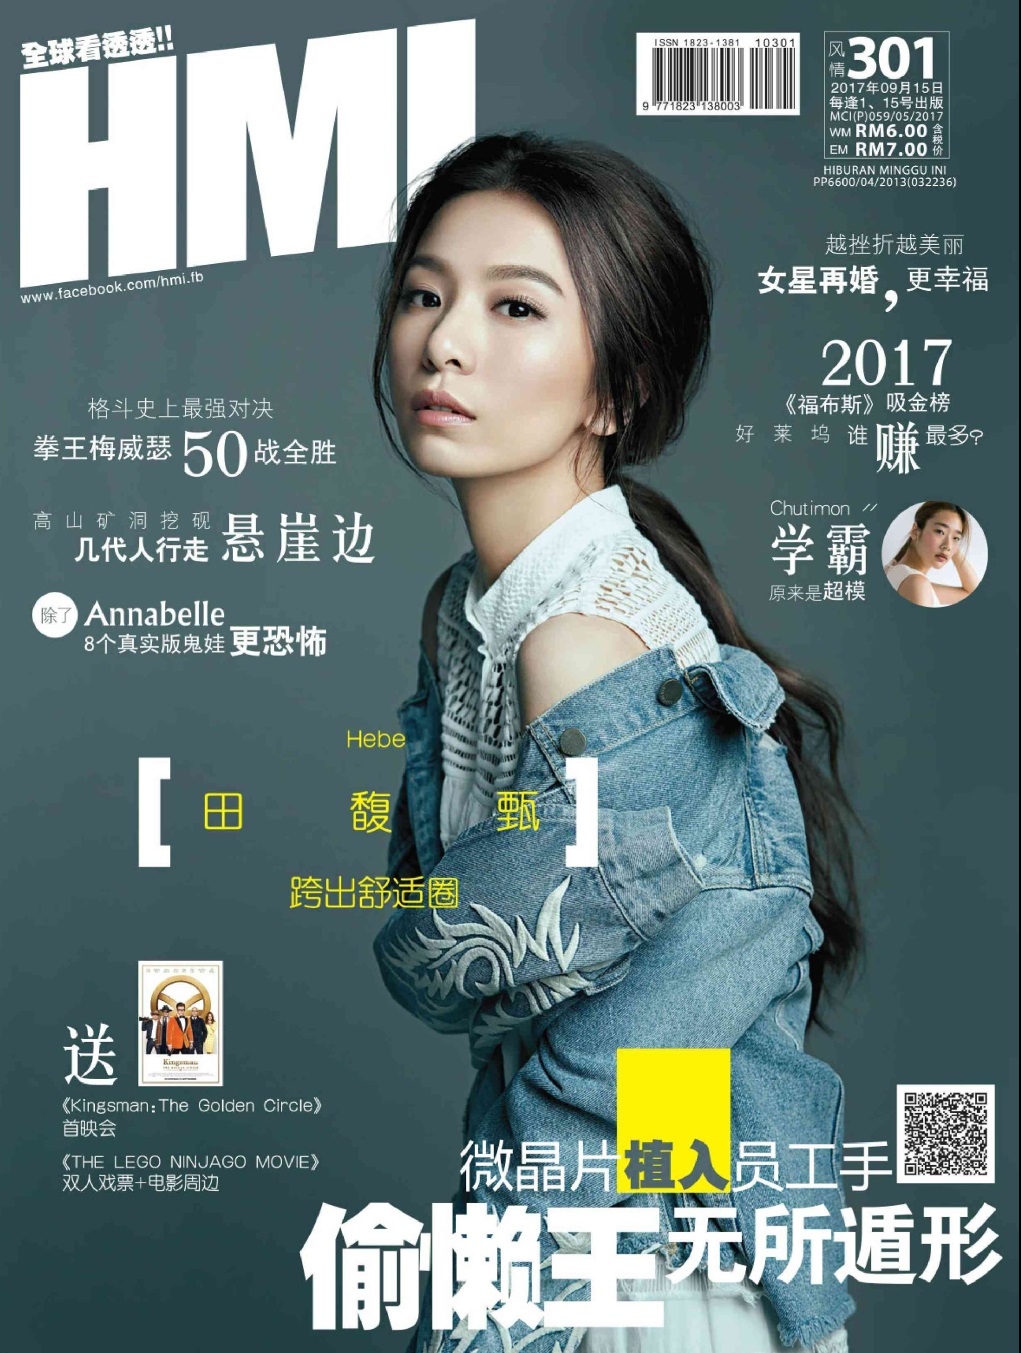 全球看透透!!
HMI
www.facebook.com/hmi.fb
ISSN 1823-1381
10301
9 771823 138003
风情 301
2017年09月15日
每逢1、15号出版
MCI(P)059/05/2017
WM RM6.00
EM RM7.00
含税价
HIBURAN MINGGU INI
PP6600/04/2013(032236)
越挫折越美丽
女星再婚,更幸福
2017
《福布斯》吸金榜
好莱坞谁赚最多?
Chutimon
学霸
原来是超模
格斗史上最强对决
拳王梅威瑟50战全胜
高山矿洞挖砚
几代人行走悬崖边
除了Annabelle
8个真实版鬼娃更恐怖
Hebe
[田馥甄]
跨出舒适圈
送
Kingsman
《Kingsman:The Golden Circle》
首映会
《THE LEGO NINJAGO MOVIE》
双人戏票+电影周边
微晶片植入员工手
偷懒王无所遁形